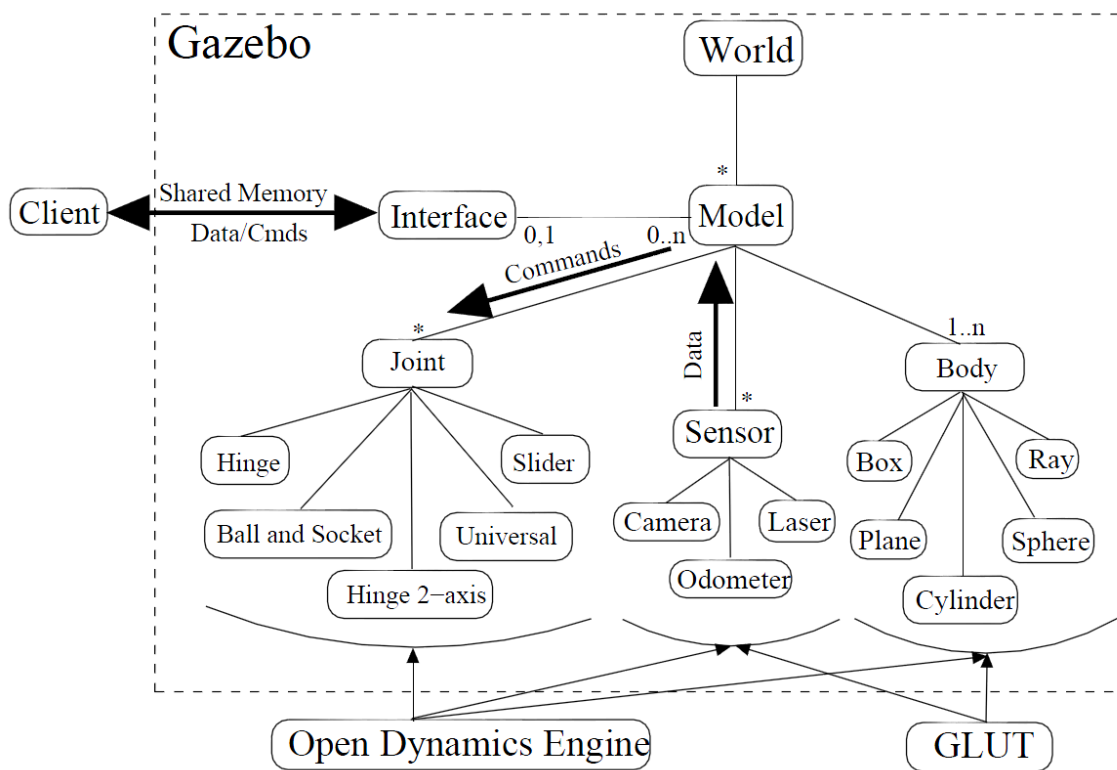 Gazebo
World
*
Shared Memory
Client
Interface
Model
Data/Cmds
0,1
0..n
Commands
*
1..n
Joint
Data
Body
*
Sensor
Hinge
Slider
Box
Ray
Ball and Socket
Universal
Camera
Laser
Plane
Sphere
Odometer
Hinge 2−axis
Cylinder
Open Dynamics Engine
GLUT